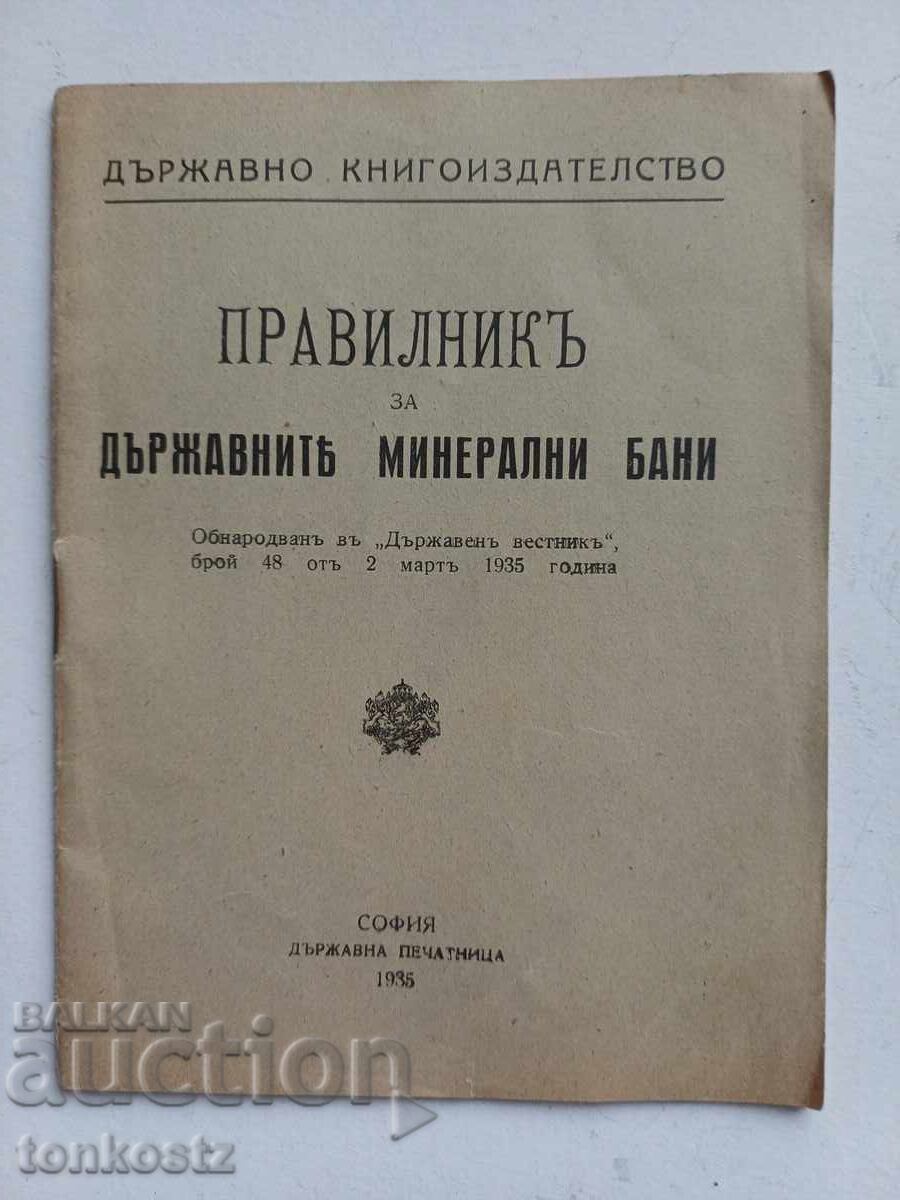 ДЪРЖАВНО КНИГОИЗДАТЕЛСТВО
ПРАВИЛНИКЪ
ЗА
ДЪРЖАВНИТѢ МИНЕРАЛНИ БАНИ
Обнародванъ въ „Държавенъ вестникъ“,
брой 48 отъ 2 мартъ 1935 година
СОФИЯ
ДЪРЖАВНА ПЕЧАТНИЦА
1935
BALKAN
auction
tonkostz